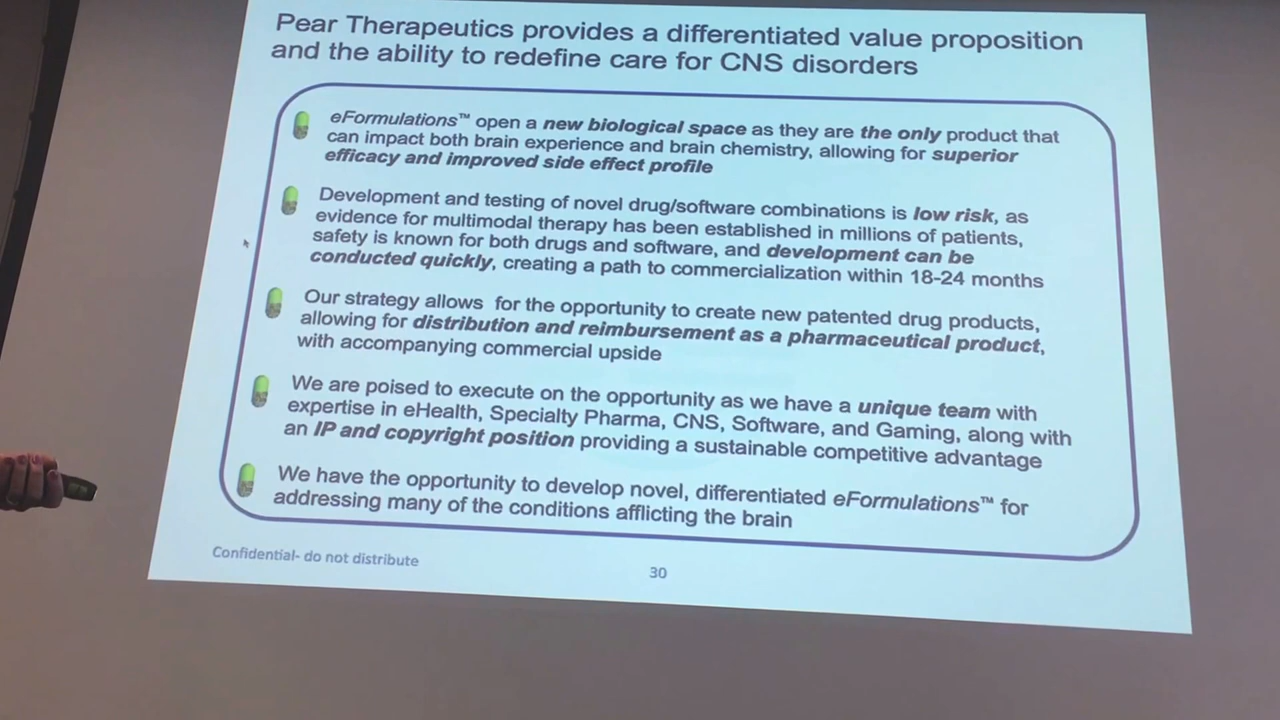 Pear Therapeutics provides a differentiated value proposition
and the ability to redefine care for CNS disorders
eFormulations™ open a new biological space as they are the only product that
can impact both brain experience and brain chemistry, allowing for superior
efficacy and improved side effect profile
Development and testing of novel drug/software combinations is low risk, as
evidence for multimodal therapy has been established in millions of patients,
safety is known for both drugs and software, and development can be
conducted quickly, creating a path to commercialization within 18-24 months
Our strategy allows for the opportunity to create new patented drug products,
allowing for distribution and reimbursement as a pharmaceutical product,
with accompanying commercial upside
We are poised to execute on the opportunity as we have a unique team with
expertise in eHealth, Specialty Pharma, CNS, Software, and Gaming, along with
an IP and copyright position providing a sustainable competitive advantage
We have the opportunity to develop novel, differentiated eFormulations™ for
addressing many of the conditions afflicting the brain
Confidential- do not distribute
30